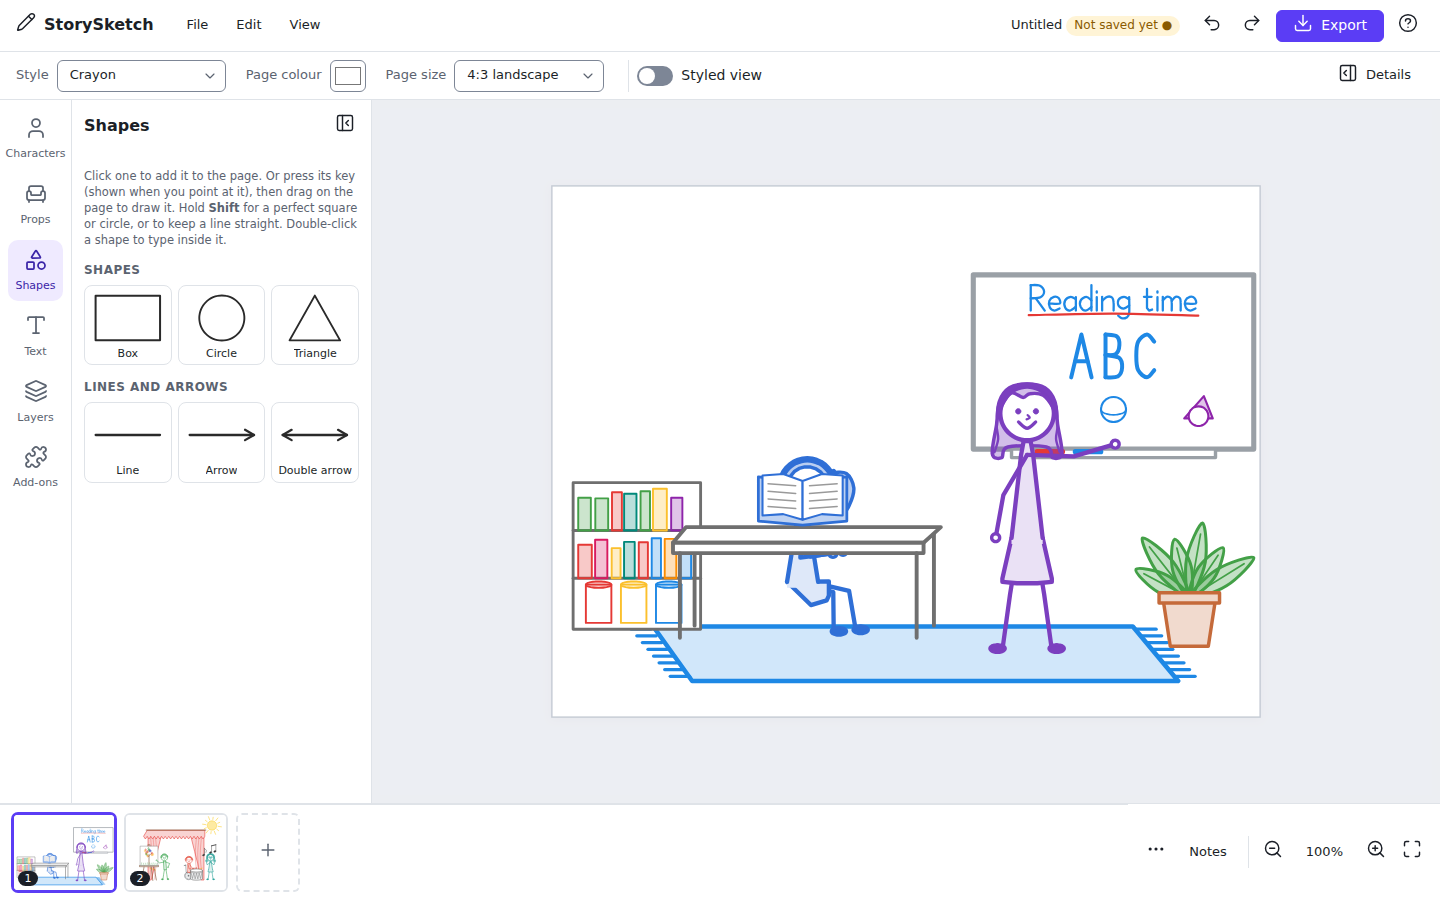 StorySketch
File
Edit
View
Untitled
Not saved yet
Export
Style
Crayon
Page colour
Page size
4:3 landscape
Styled view
Details
Characters
Props
Shapes
Text
Layers
Add-ons
Shapes
Click one to add it to the page. Or press its key
(shown when you point at it), then drag on the
page to draw it. Hold Shift for a perfect square
or circle, or to keep a line straight. Double-click
a shape to type inside it.
SHAPES
Box
Circle
Triangle
LINES AND ARROWS
Line
Arrow
Double arrow
Reading time
ABC
Reading time
ABC
1
2
Notes
100%